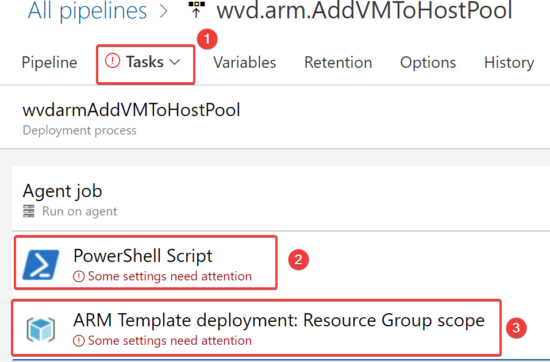 All pipelines > wvd.arm.AddVMToHostPool
1
Pipeline Tasks Variables Retention Options History
wvdarmAddVMToHostPool
Deployment process
Agent job
Run on agent
PowerShell Script
Some settings need attention
2
ARM Template deployment: Resource Group scope
Some settings need attention
3